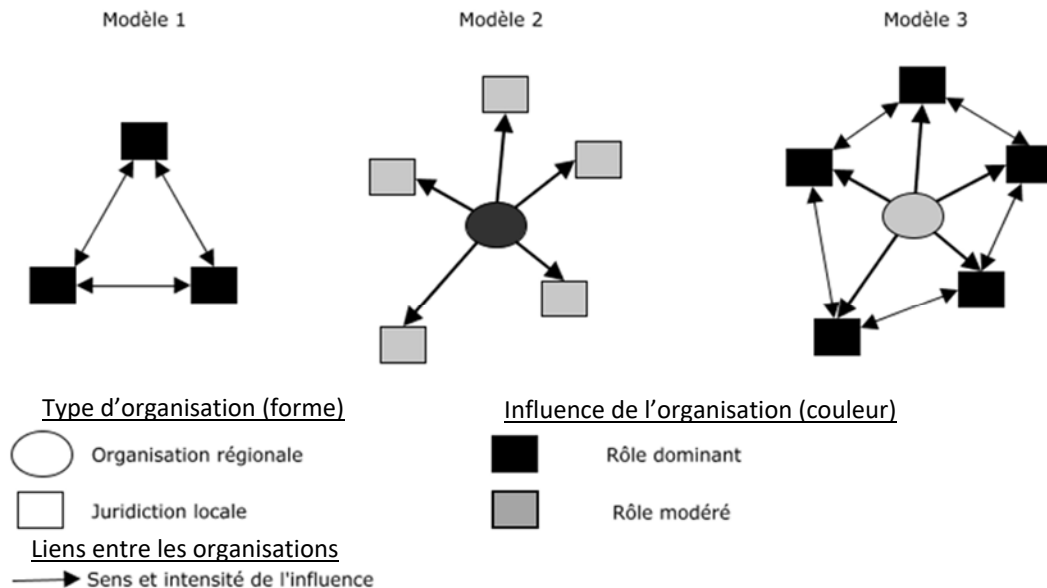 Modèle 1
Modèle 2
Modèle 3
Type d'organisation (forme)
Influence de l'organisation (couleur)
Organisation régionale
Rôle dominant
Juridiction locale
Rôle modéré
Liens entre les organisations
Sens et intensité de l'influence